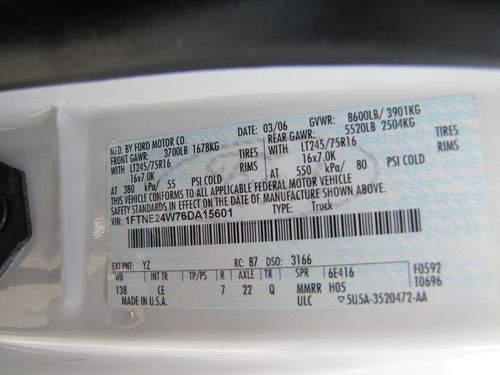 MFD. BY FORD MOTOR CO.
DATE: 03/06 GVWR: 8600LB/ 3901KG
FRONT GAWR: 3700LB 1678KG REAR GAWR: 5520LB 2504KG
WITH LT245/75R16 TIRES WITH LT245/75R16 TIRES
16x7.0K RIMS 16x7.0K RIMS
AT 380 kPa/ 55 PSI COLD AT 550 kPa/ 80 PSI COLD
THIS VEHICLE CONFORMS TO ALL APPLICABLE FEDERAL MOTOR VEHICLE
SAFETY STANDARDS IN EFFECT ON THE DATE OF MANUFACTURE SHOWN ABOVE.
VIN: 1FTNE24W76DA15601 TYPE: Truck
EXT PNT: YZ RC: 87 DSO: 3166 F0592
WB INT TR TP/PS R AXLE TR SPR 6E416 T0696
138 CE 7 22 Q MMRR H05
MADE IN U.S.A. ULC ▽5U5A-3520472-AA